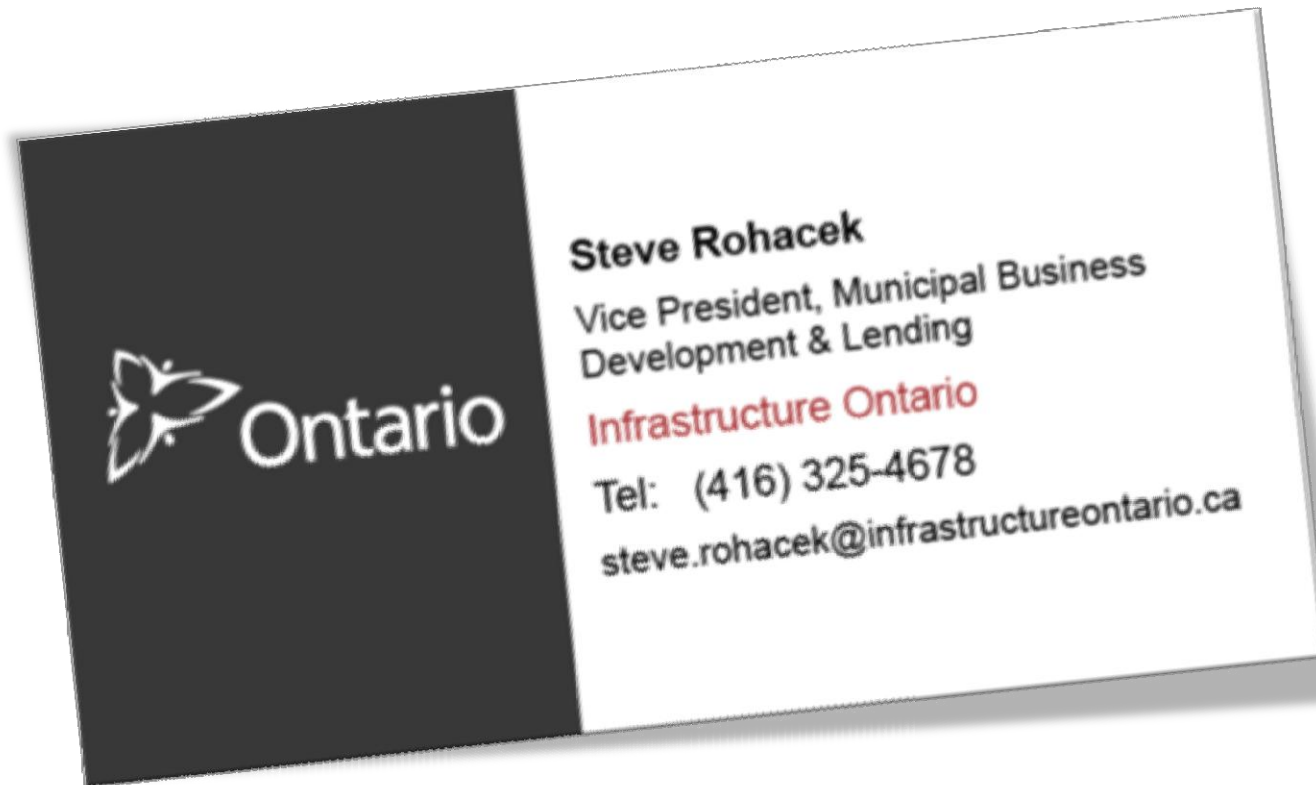 Ontario
Steve Rohacek
Vice President, Municipal Business
Development & Lending
Infrastructure Ontario
Tel: (416) 325-4678
steve.rohacek@infrastructureontario.ca